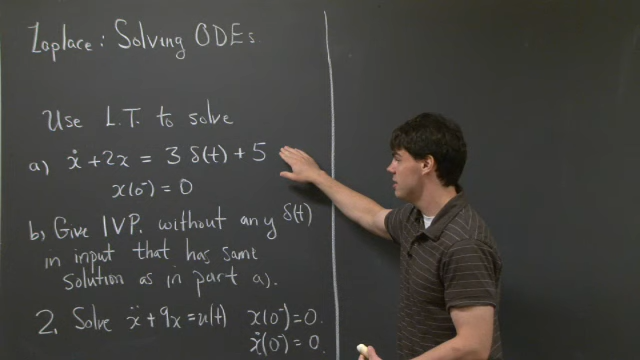 Laplace: Solving ODEs
Use L.T. to solve
a) ẋ + 2x = 3 δ(t) + 5
x(0⁻) = 0
b) Give IVP. without any δ(t)
in input that has same
solution as in part a).
2. Solve ẍ + 9x = u(t) x(0⁻) = 0.
ẋ(0⁻) = 0.